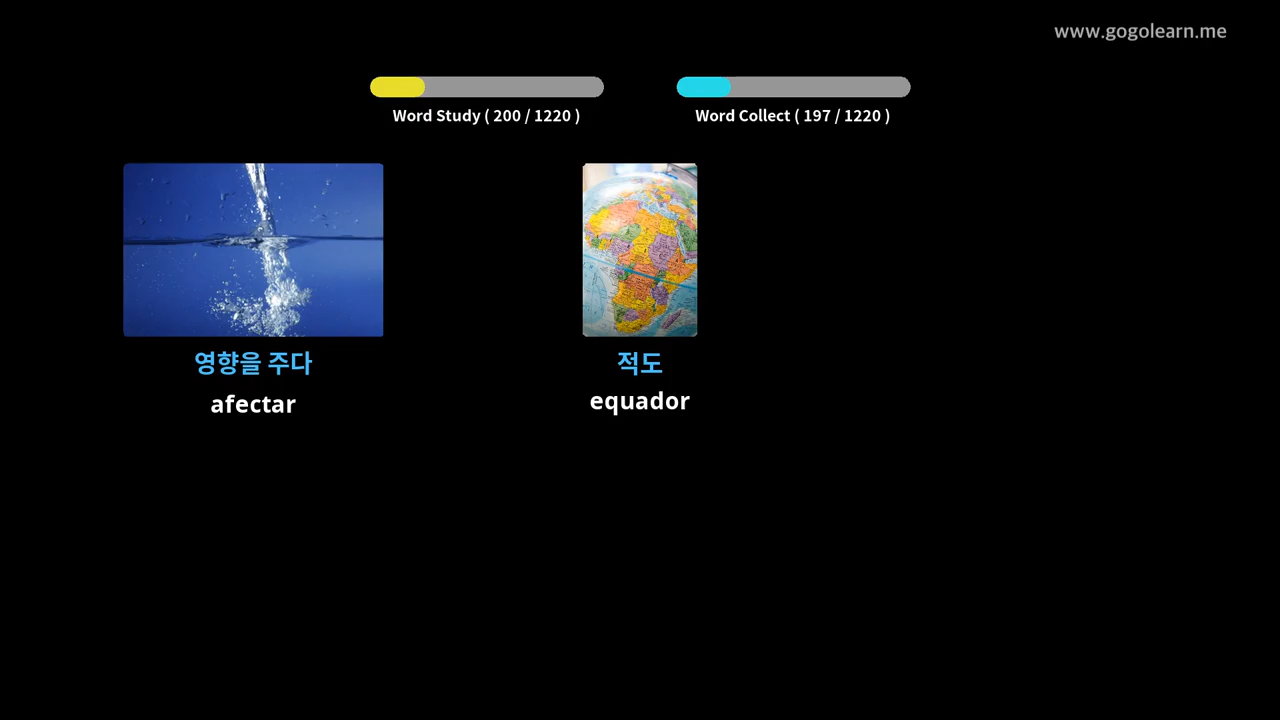 www.gogolearn.me
Word Study ( 200 / 1220 )
Word Collect ( 197 / 1220 )
영향을 주다
afectar
적도
equador